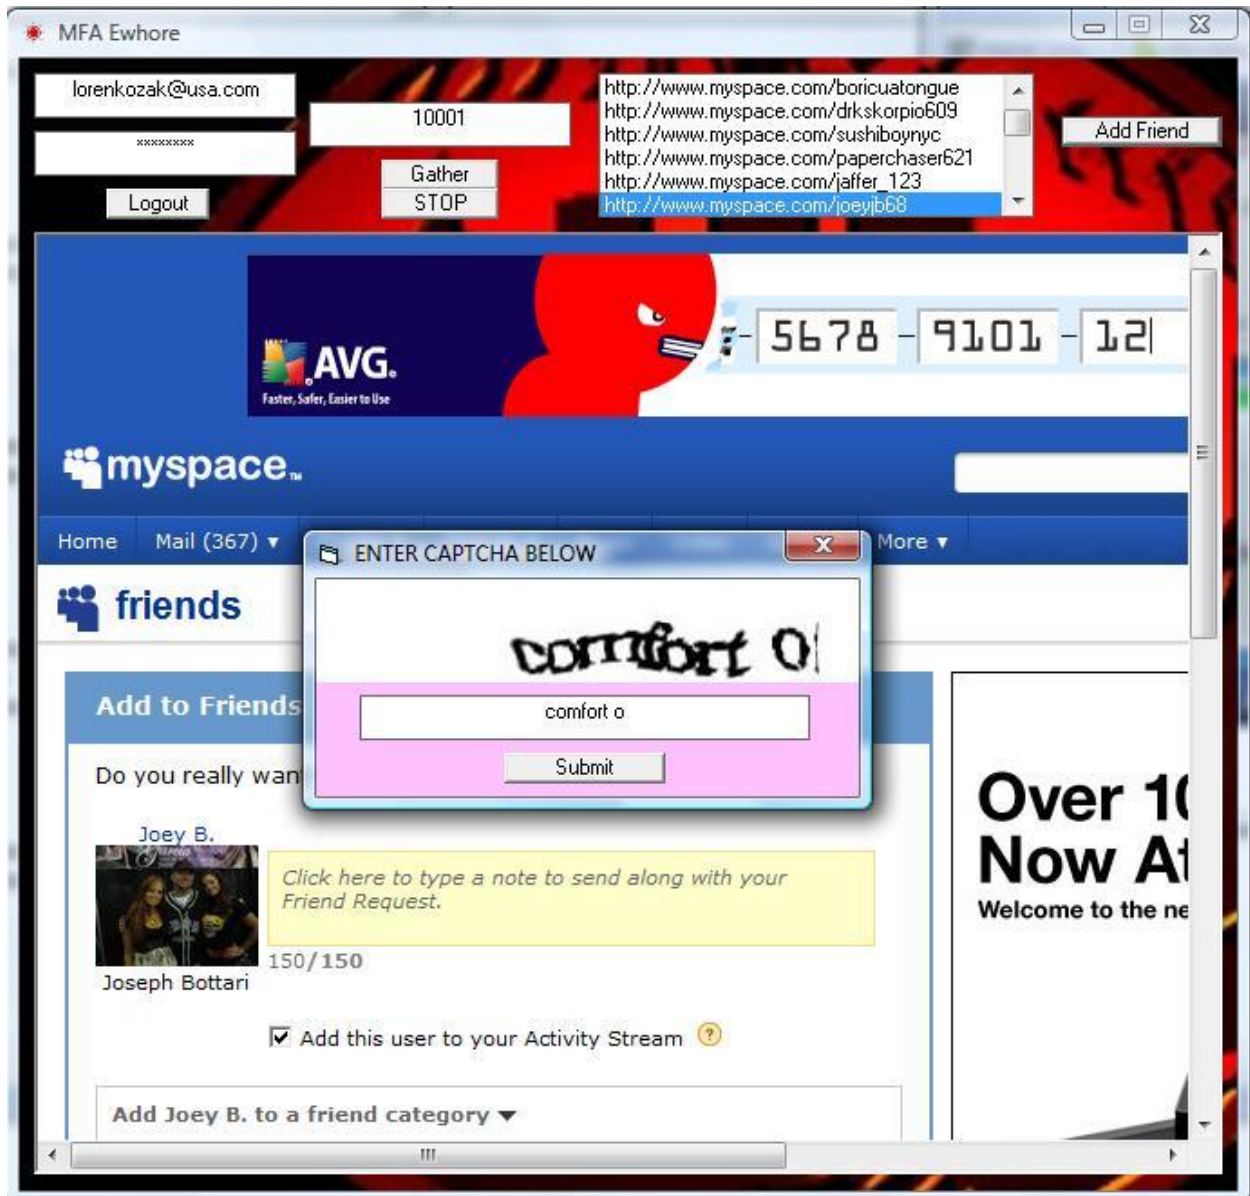 MFA Ewhore
lorenkozak@usa.com
xxxxxxxx
Logout
10001
Gather
STOP
http://www.myspace.com/boricuatongue
http://www.myspace.com/drkskorpio609
http://www.myspace.com/sushiboynyc
http://www.myspace.com/paperchaser621
http://www.myspace.com/jaffer_123
http://www.myspace.com/joeyjb68
Add Friend
AVG.
Faster, Safer, Easier to Use
- 5678 - 9101 - 12
myspace™
Home Mail (367) ▾ More ▾
friends
ENTER CAPTCHA BELOW
comfort o
comfort o
Submit
Add to Friends
Do you really wan
Joey B.
Click here to type a note to send along with your
Friend Request.
150/150
Joseph Bottari
Add this user to your Activity Stream ?
Add Joey B. to a friend category ▾
Over 10
Now At
Welcome to the ne